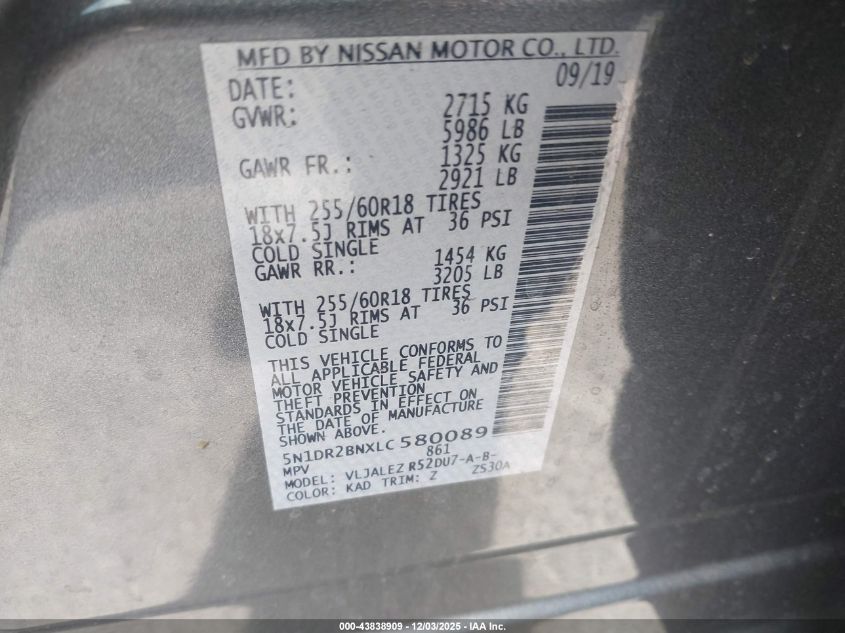 MFD BY NISSAN MOTOR CO., LTD.
DATE: 09/19
GVWR: 2715 KG
5986 LB
GAWR FR.: 1325 KG
2921 LB
WITH 255/60R18 TIRES
18x7.5J RIMS AT 36 PSI
COLD SINGLE
GAWR RR.: 1454 KG
3205 LB
WITH 255/60R18 TIRES
18x7.5J RIMS AT 36 PSI
COLD SINGLE
THIS VEHICLE CONFORMS TO
ALL APPLICABLE FEDERAL
MOTOR VEHICLE SAFETY AND
THEFT PREVENTION
STANDARDS IN EFFECT ON
THE DATE OF MANUFACTURE
SHOWN ABOVE.
5N1DR2BNXLC580089
MPV 861
MODEL: VLJALEZ R52DU7-A-B-
COLOR: KAD TRIM: Z ZS30A
000-43838909 - 12/03/2025 - IAA Inc.